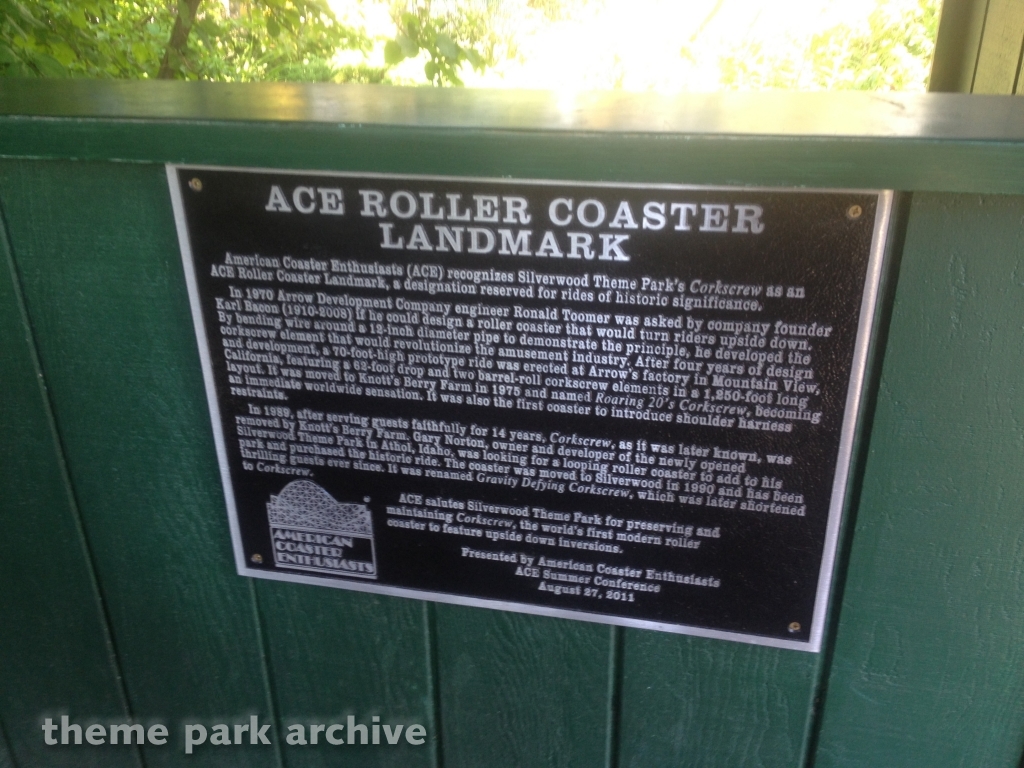 ACE ROLLER COASTER
LANDMARK
American Coaster Enthusiasts (ACE) recognizes Silverwood Theme Park's Corkscrew as an
ACE Roller Coaster Landmark, a designation reserved for rides of historic significance.
In 1970 Arrow Development Company engineer Ronald Toomer was asked by company founder
Karl Bacon (1910-2008) if he could design a roller coaster that would turn riders upside down.
By bending wire around a 12-inch diameter pipe to demonstrate the principle, he developed the
corkscrew element that would revolutionize the amusement industry. After four years of design
and development, a 70-foot-high prototype ride was erected at Arrow's factory in Mountain View,
California, featuring a 62-foot drop and two barrel-roll corkscrew elements in a 1,250-foot long
layout. It was moved to Knott's Berry Farm in 1975 and named Roaring 20's Corkscrew, becoming
an immediate worldwide sensation. It was also the first coaster to introduce shoulder harness
restraints.
In 1989, after serving guests faithfully for 14 years, Corkscrew, as it was later known, was
removed by Knott's Berry Farm. Gary Norton, owner and developer of the newly opened
Silverwood Theme Park in Athol, Idaho, was looking for a looping roller coaster to add to his
park and purchased the historic ride. The coaster was moved to Silverwood in 1990 and has been
thrilling guests ever since. It was renamed Gravity Defying Corkscrew, which was later shortened
to Corkscrew.
ACE salutes Silverwood Theme Park for preserving and
maintaining Corkscrew, the world's first modern roller
coaster to feature upside down inversions.
Presented by American Coaster Enthusiasts
ACE Summer Conference
August 27, 2011
AMERICAN
COASTER
ENTHUSIASTS
theme park archive